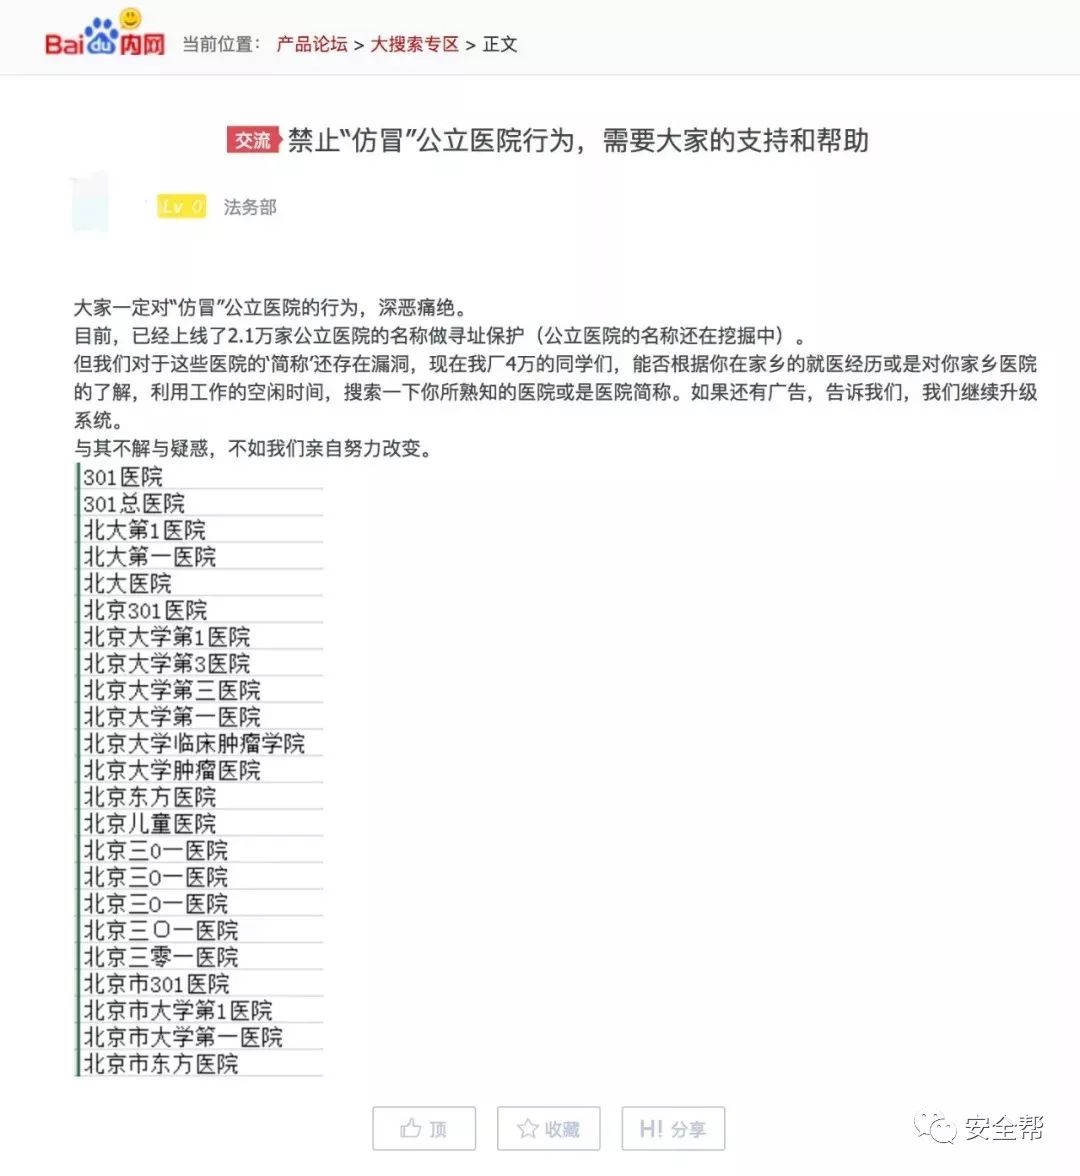 Bai du 内网 当前位置： 产品论坛 > 大搜索专区 > 正文
交流 禁止“仿冒”公立医院行为，需要大家的支持和帮助
Lv 0 法务部
大家一定对“仿冒”公立医院的行为，深恶痛绝。
目前，已经上线了2.1万家公立医院的名称做寻址保护（公立医院的名称还在挖掘中）。
但我们对于这些医院的‘简称’还存在漏洞，现在我厂4万的同学们，能否根据你在家乡的就医经历或是对你家乡医院
的了解，利用工作的空闲时间，搜索一下你所熟知的医院或是医院简称。如果还有广告，告诉我们，我们继续升级
系统。
与其不解与疑惑，不如我们亲自努力改变。
301医院
301总医院
北大第1医院
北大第一医院
北大医院
北京301医院
北京大学第1医院
北京大学第3医院
北京大学第三医院
北京大学第一医院
北京大学临床肿瘤学院
北京大学肿瘤医院
北京东方医院
北京儿童医院
北京三0一医院
北京三O一医院
北京三O一医院
北京三〇一医院
北京三零一医院
北京市301医院
北京市大学第1医院
北京市大学第一医院
北京市东方医院
顶 收藏 H! 分享
安全帮